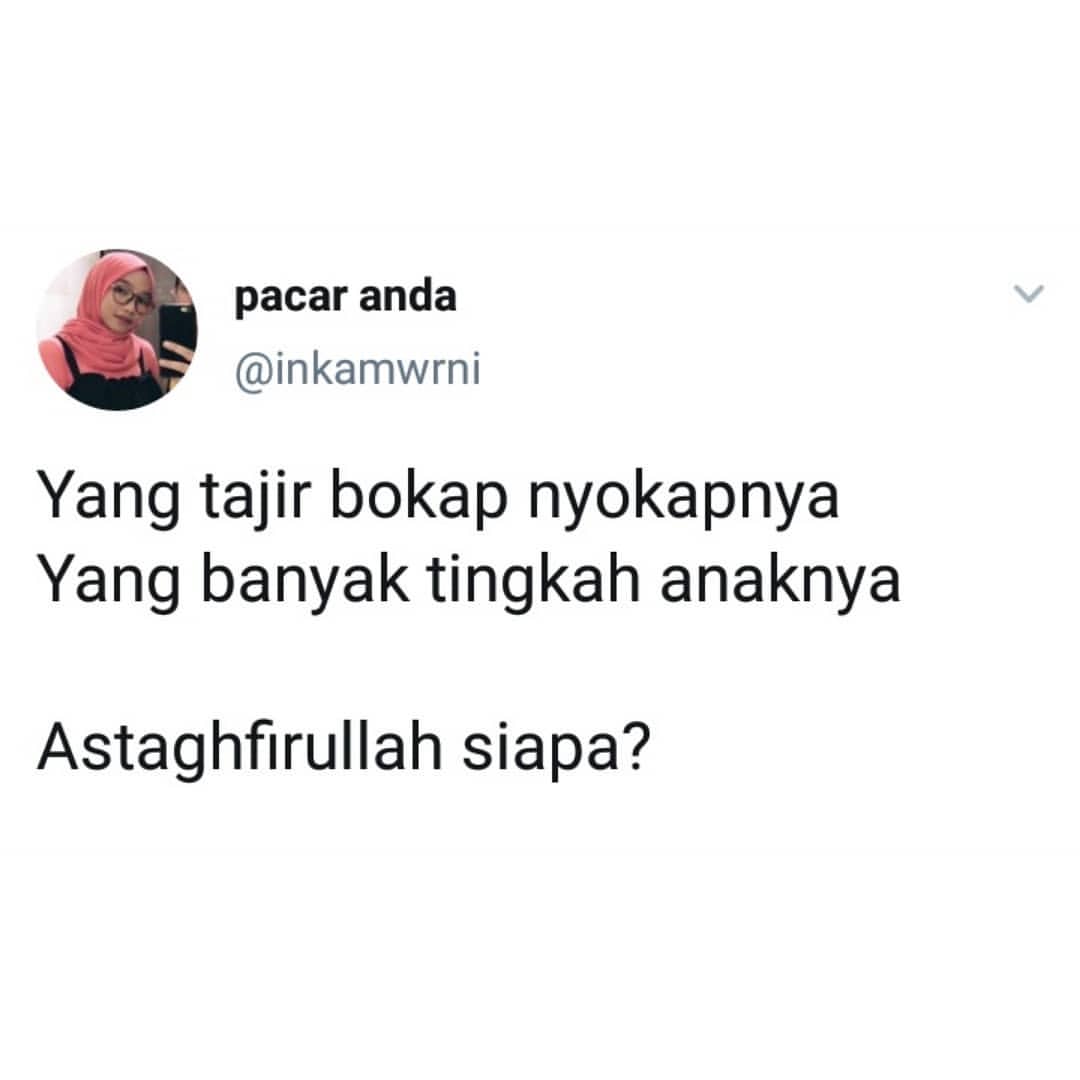 pacar anda
@inkamwrni
Yang tajir bokap nyokapnya
Yang banyak tingkah anaknya
Astaghfirullah siapa?